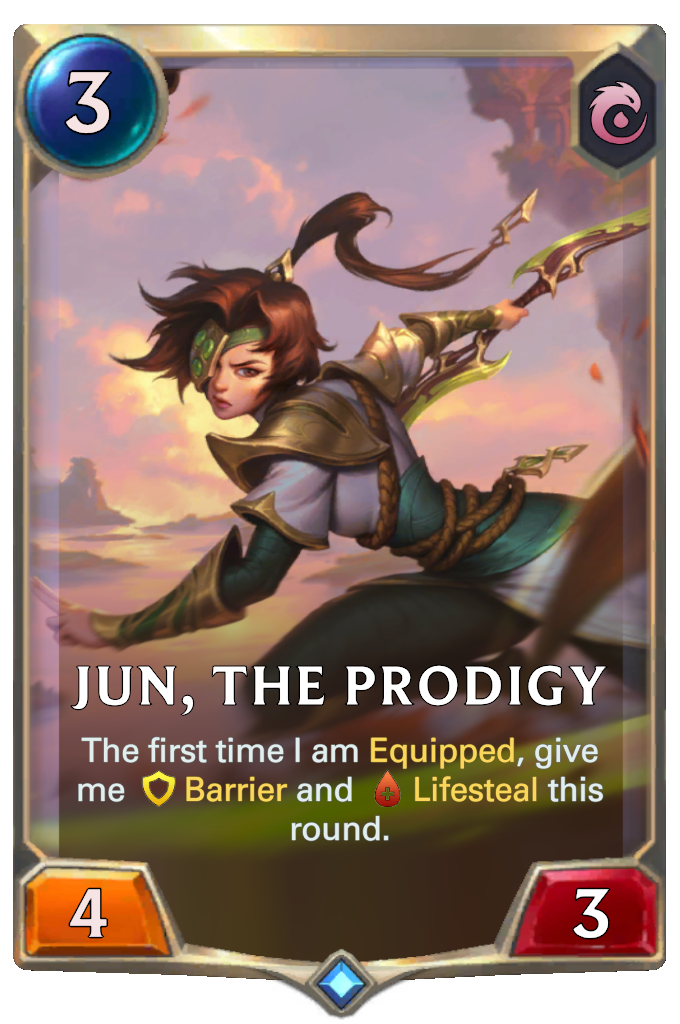 3
JUN, THE PRODIGY
The first time I am Equipped, give
me Barrier and Lifesteal this
round.
4
3